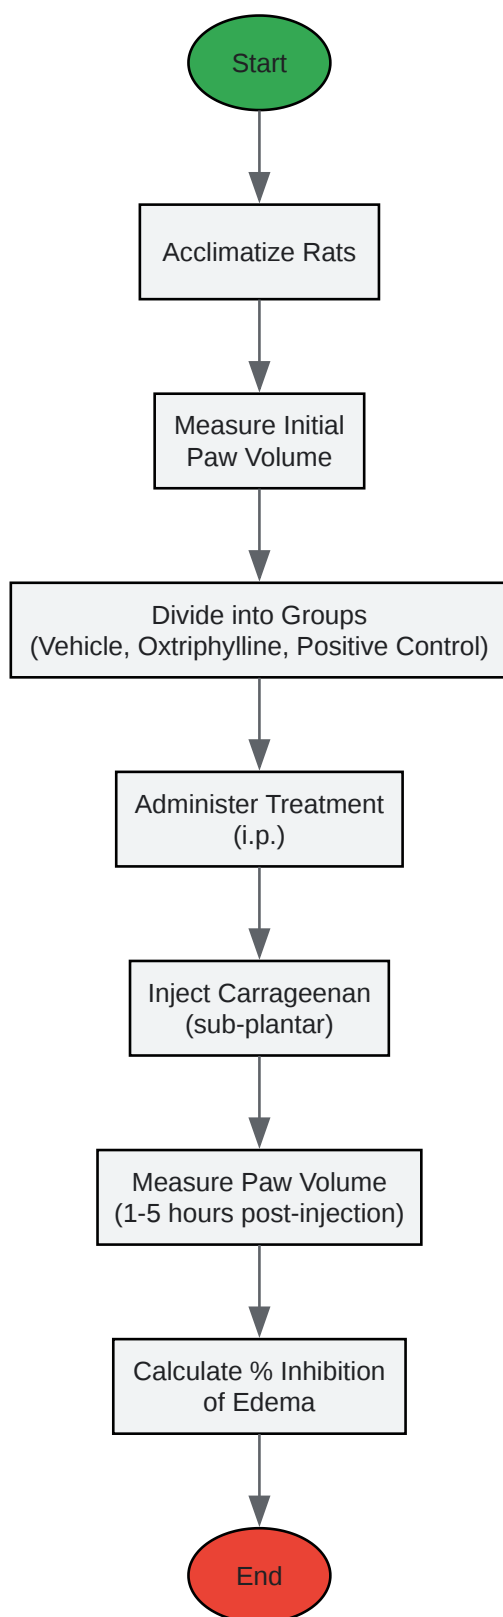 Start
Acclimatize Rats
Measure Initial
Paw Volume
Divide into Groups
(Vehicle, Oxtriphylline, Positive Control)
Administer Treatment
(i.p.)
Inject Carrageenan
(sub-plantar)
Measure Paw Volume
(1-5 hours post-injection)
Calculate % Inhibition
of Edema
End